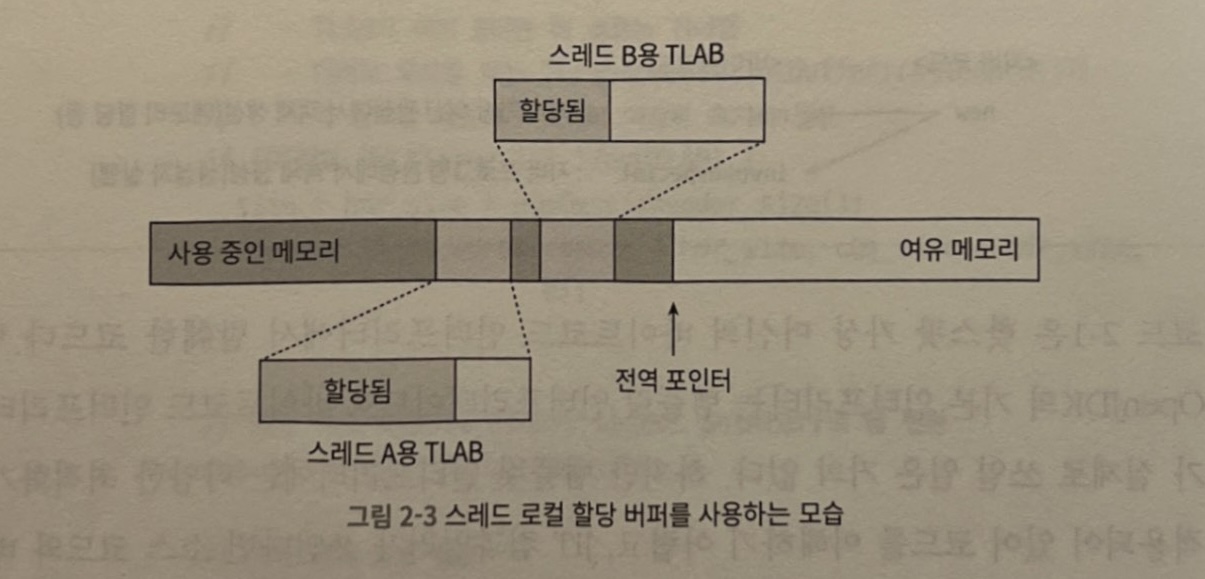 스레드 B용 TLAB
할당됨
사용 중인 메모리
여유 메모리
할당됨
전역 포인터
스레드 A용 TLAB
그림 2-3 스레드 로컬 할당 버퍼를 사용하는 모습